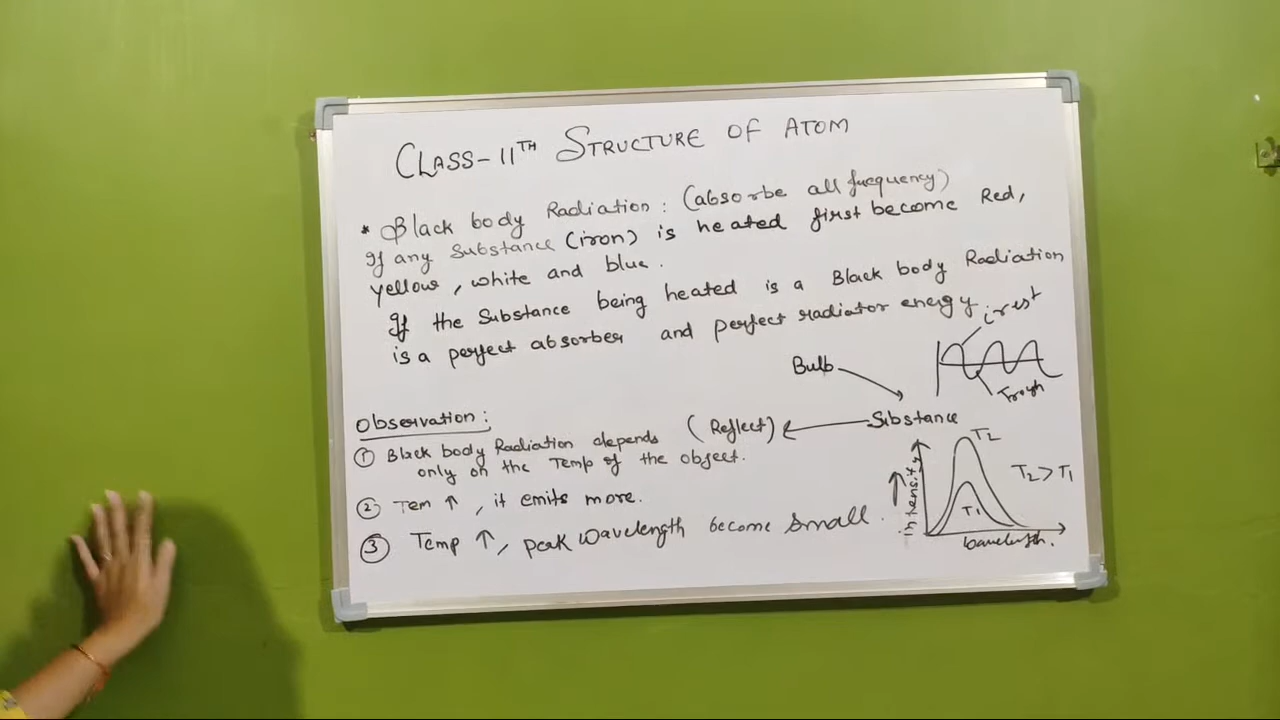 CLASS-11TH STRUCTURE OF ATOM
* Black body Radiation: (absorbe all frequency)
If any Substance (iron) is heated first become Red,
yellow, white and blue.
If the Substance being heated is a Black body Radiation
is a perfect absorber and perfect radiator energy
crest
Trough
Bulb
Substance
(Reflect)
Observation:
① Black body Radiation depends
only on the Temp of the object.
② Tem ↑, it emits more.
③ Temp ↑, peak wavelength become small.
intensity
T2
T1
T2 > T1
wavelength.